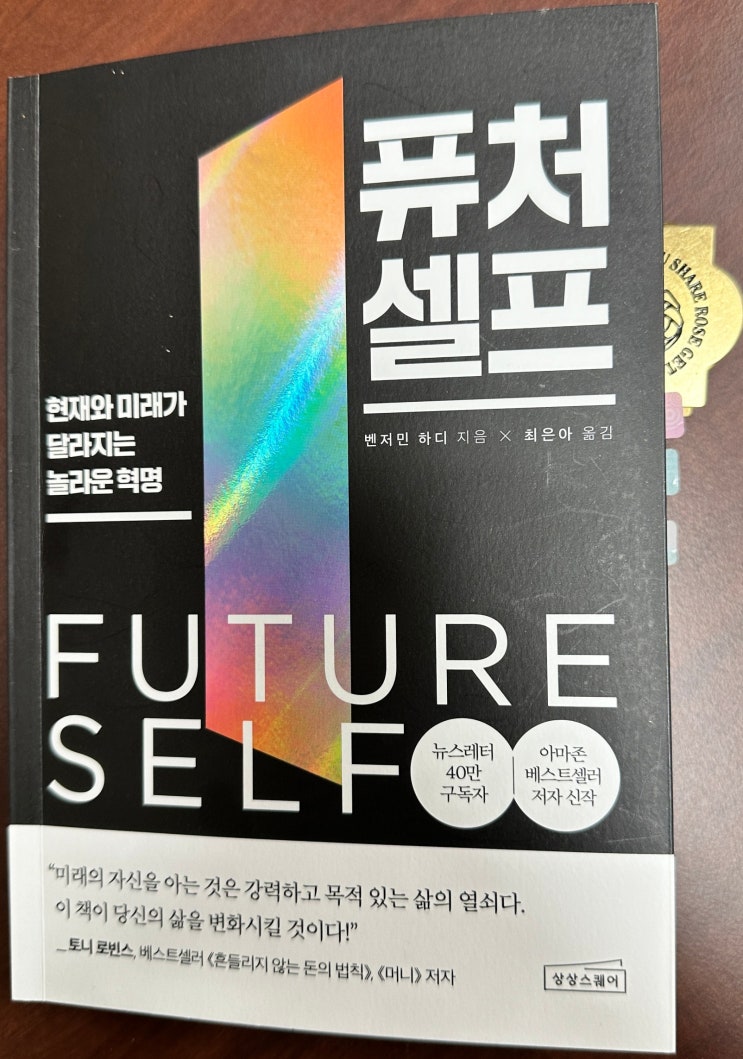 퓨처
셀프
벤저민 하디 지음 × 최은아 옮김
현재와 미래가
달라지는
놀라운 혁명
FUTURE
SELF
뉴스레터
40만
구독자
아마존
베스트셀러
저자 신작
“미래의 자신을 아는 것은 강력하고 목적 있는 삶의 열쇠다.
이 책이 당신의 삶을 변화시킬 것이다!”
_토니 로빈스, 베스트셀러 《흔들리지 않는 돈의 법칙》, 《머니》 저자
상상스퀘어
SHARE ROSE GET